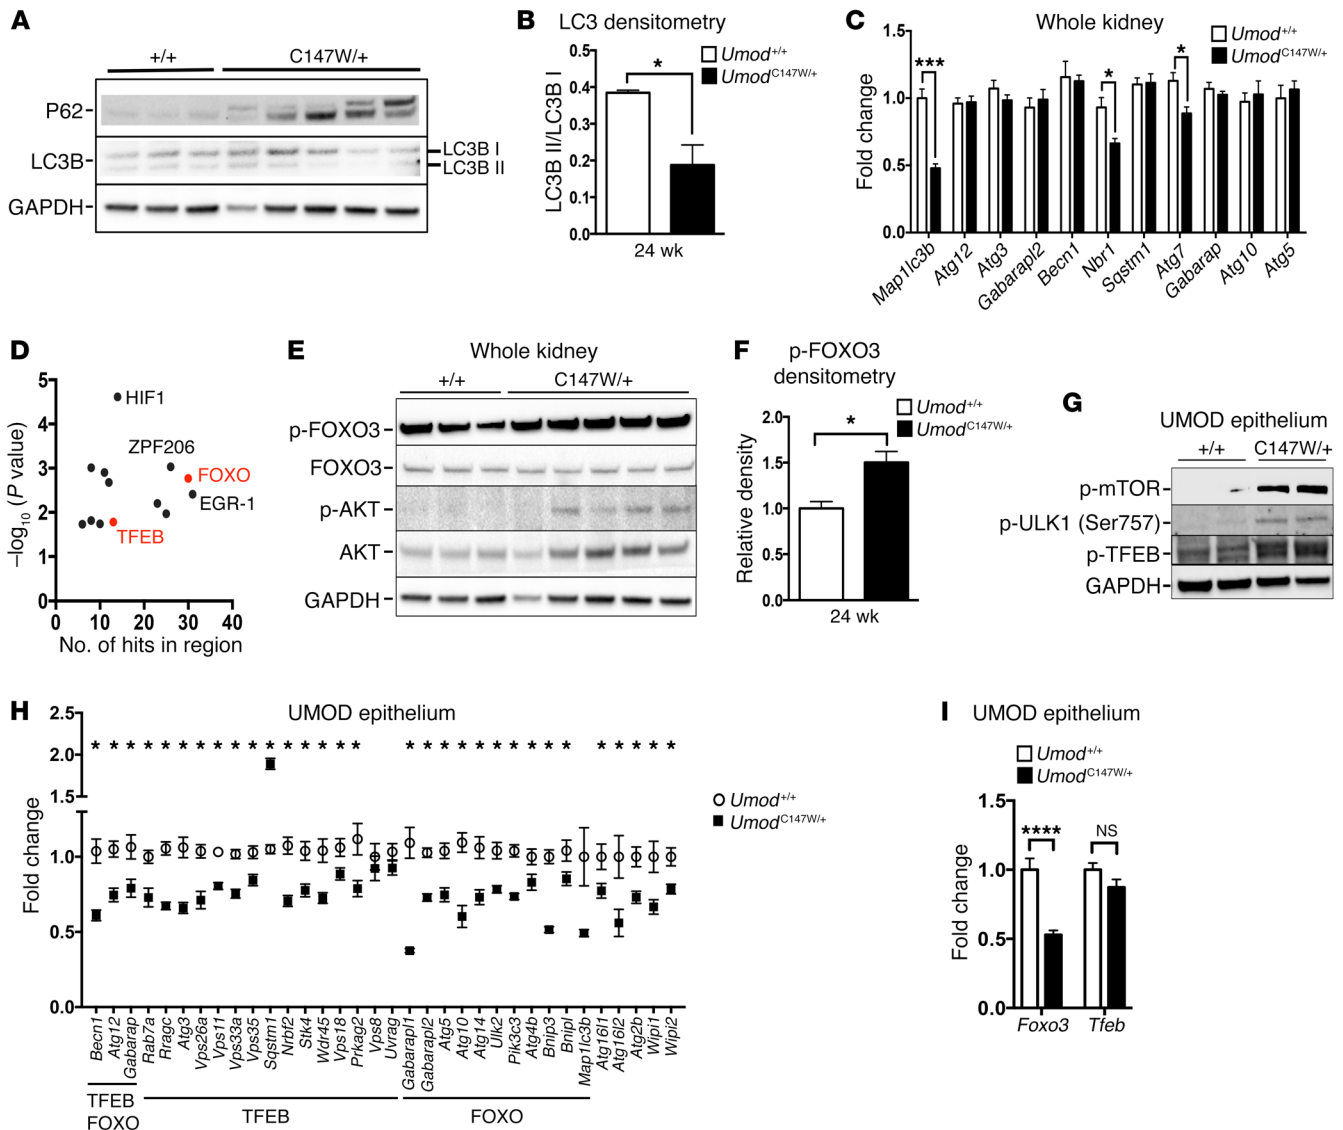 A
+/+
C147W/+
P62
LC3B
LC3B I
LC3B II
GAPDH
B
LC3 densitometry
LC3B II/LC3B I
0.5
0.4
0.3
0.2
0.1
0.0
*
Umod+/+
UmodC147W/+
24 wk
C
Whole kidney
Fold change
1.5
1.0
0.5
0.0
***
*
*
Umod+/+
UmodC147W/+
Map1lc3b
Atg12
Atg3
Gabarapl2
Becn1
Nbr1
Sqstm1
Atg7
Gabarap
Atg10
Atg5
D
–log10 (P value)
5
4
3
2
1
0
HIF1
ZPF206
FOXO
EGR-1
TFEB
0 10 20 30 40
No. of hits in region
E
Whole kidney
+/+
C147W/+
p-FOXO3
FOXO3
p-AKT
AKT
GAPDH
F
p-FOXO3
densitometry
Relative density
2.0
1.5
1.0
0.5
0.0
*
Umod+/+
UmodC147W/+
24 wk
G
UMOD epithelium
+/+
C147W/+
p-mTOR
p-ULK1 (Ser757)
p-TFEB
GAPDH
H
UMOD epithelium
Fold change
2.5
2.0
1.5
1.0
0.5
0.0
* * * * * * * * * * * * * * * * * * * * * * * * * * * * * * *
Umod+/+
UmodC147W/+
Becn1
Atg12
Gabarap
Rab7a
Rragc
Atg3
Vps26a
Vps11
Vps33a
Vps35
Sqstm1
Nrbf2
Stk4
Wdr45
Vps18
Prkag2
Vps8
Uvrag
Gabarapl1
Gabarapl2
Atg5
Atg10
Atg14
Ulk2
Pik3c3
Atg4b
Bnip3
Bnipl
Map1lc3b
Atg16l1
Atg16l2
Atg2b
Wipi1
Wipi2
TFEB
FOXO
TFEB
FOXO
I
UMOD epithelium
Umod+/+
UmodC147W/+
Fold change
1.5
1.0
0.5
0.0
****
NS
Foxo3
Tfeb